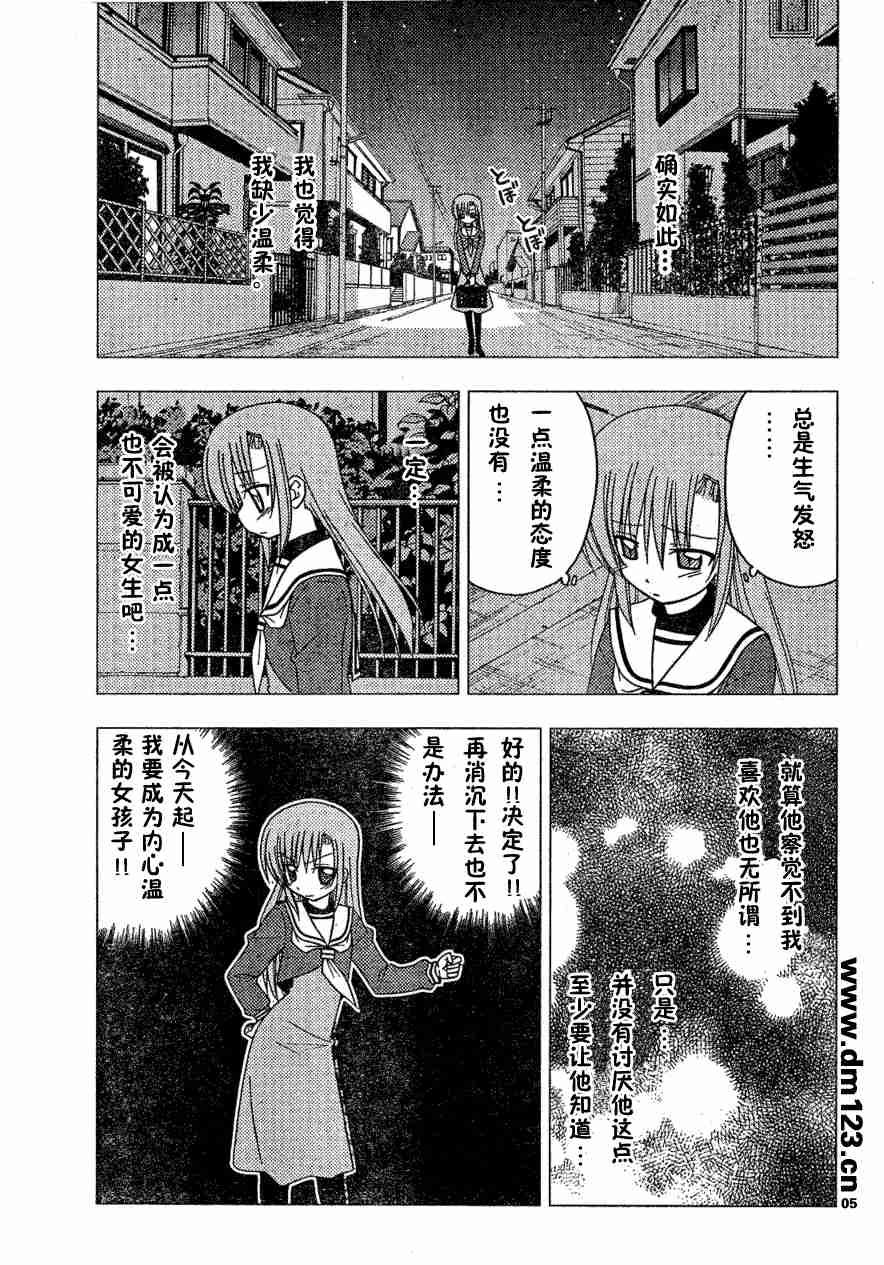 确实如此…
とぼ
とぼ
我也觉得
我缺少温柔。
总是生气发怒
……
一点温柔的态度
也没有…
一定…
会被认为成一点
也不可爱的女生吧…
就算他察觉不到我
喜欢他也无所谓…
只是…
并没有讨厌他这点
至少要让他知道…
好的!!决定了!!
再消沉下去也不
是办法—
从今天起—
我要成为内心温
柔的女孩子!!
www.dm123.cn
05